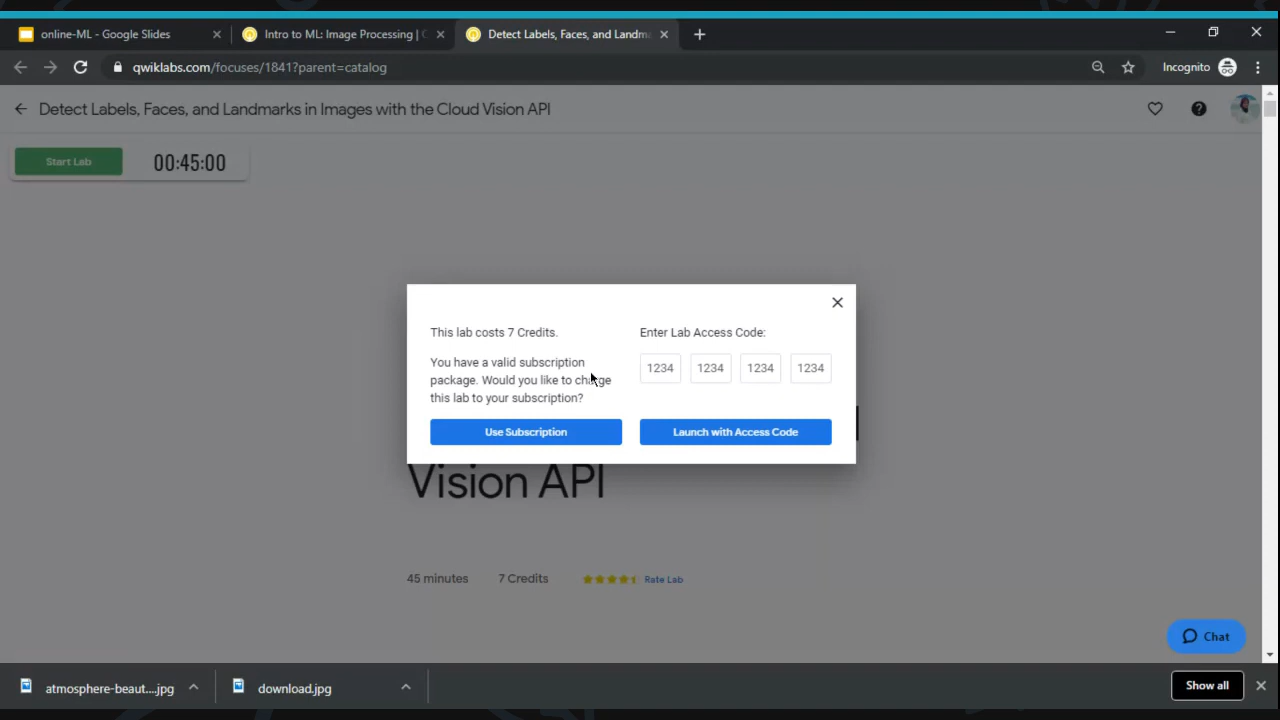 online-ML - Google Slides
Intro to ML: Image Processing |
Detect Labels, Faces, and Landm
qwiklabs.com/focuses/1841?parent=catalog
Incognito
Detect Labels, Faces, and Landmarks in Images with the Cloud Vision API
Start Lab
00:45:00
This lab costs 7 Credits.
You have a valid subscription
package. Would you like to charge
this lab to your subscription?
Use Subscription
Enter Lab Access Code:
1234 1234 1234 1234
Launch with Access Code
Vision API
45 minutes
7 Credits
Rate Lab
Chat
atmosphere-beaut....jpg
download.jpg
Show all